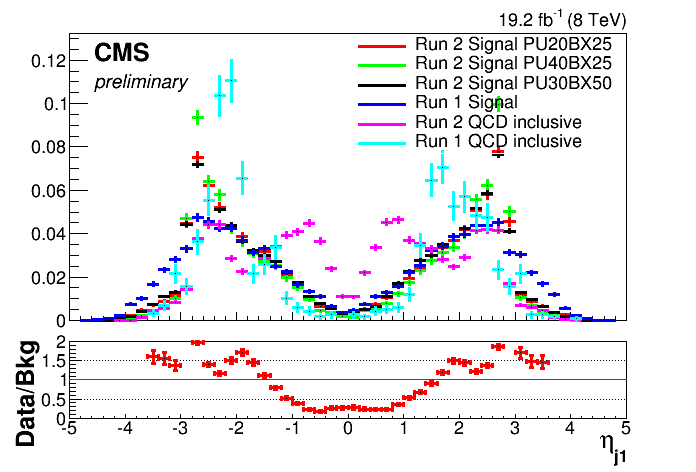 19.2 fb⁻¹ (8 TeV)
CMS
preliminary
Run 2 Signal PU20BX25
Run 2 Signal PU40BX25
Run 2 Signal PU30BX50
Run 1 Signal
Run 2 QCD inclusive
Run 1 QCD inclusive
0.12
0.1
0.08
0.06
0.04
0.02
0
Data/Bkg
2
1.5
1
0.5
0
-5 -4 -3 -2 -1 0 1 2 3 4 5
η_j1